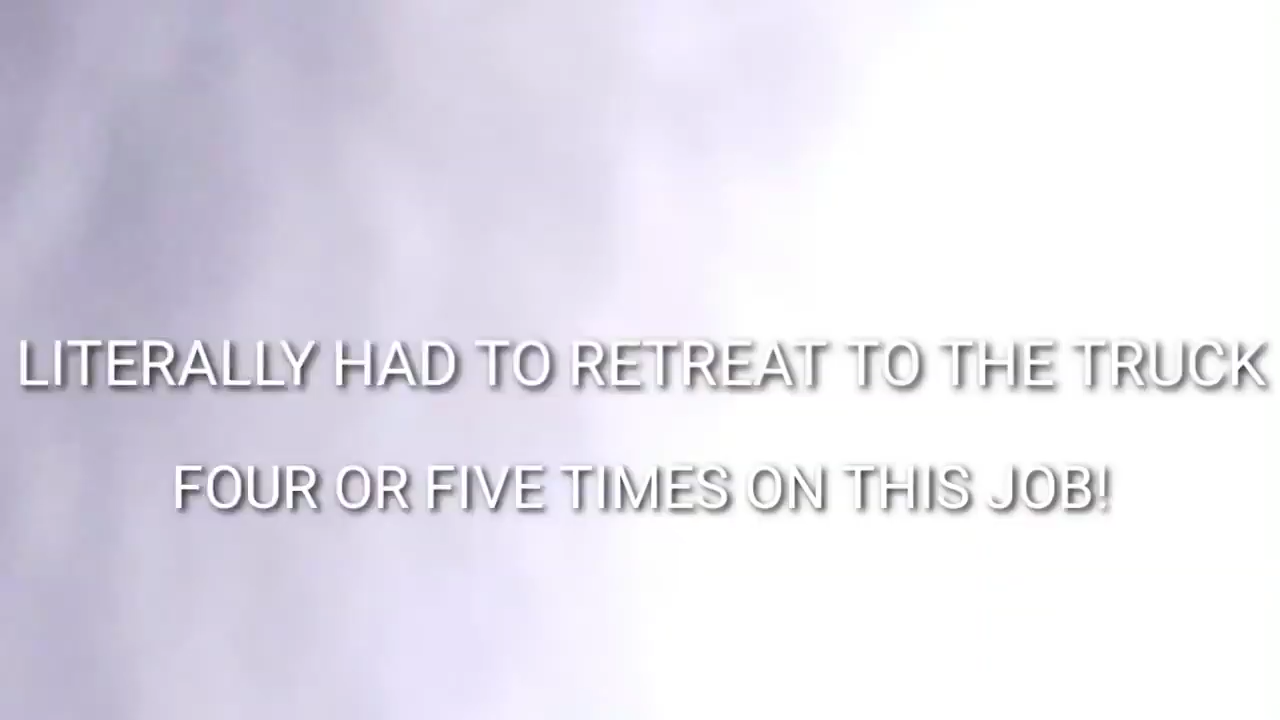 LITERALLY HAD TO RETREAT TO THE TRUCK
FOUR OR FIVE TIMES ON THIS JOB!